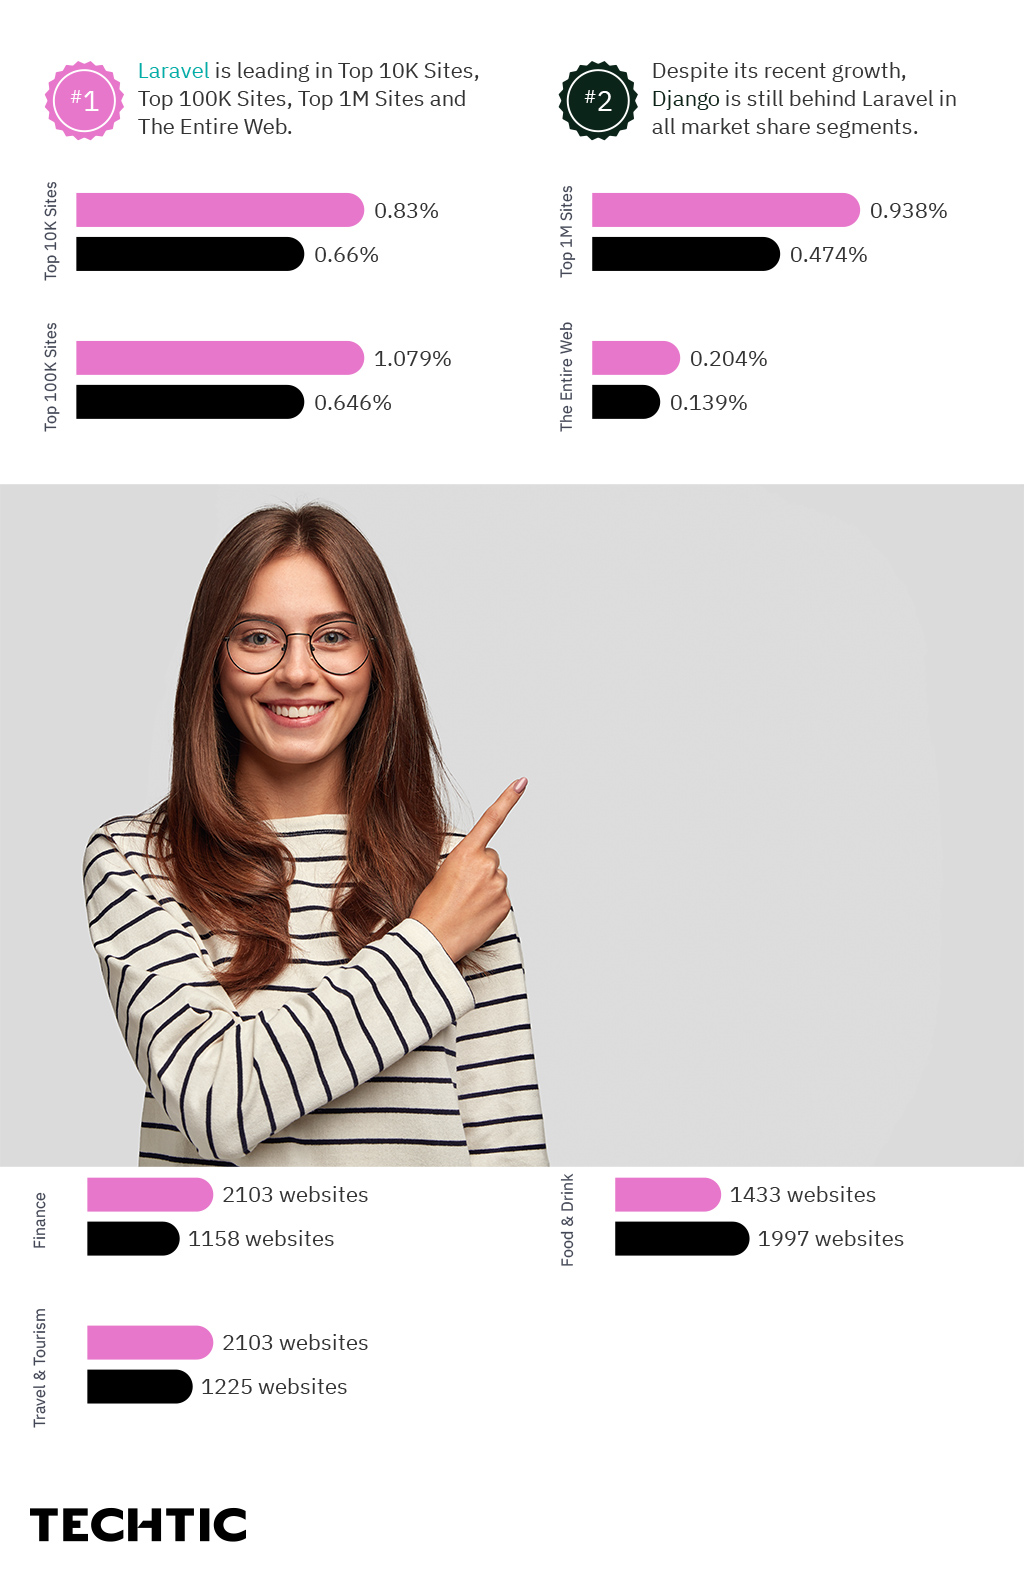 #1
Laravel is leading in Top 10K Sites,
Top 100K Sites, Top 1M Sites and
The Entire Web.
#2
Despite its recent growth,
Django is still behind Laravel in
all market share segments.
Top 10K Sites
0.83%
0.66%
Top 1M Sites
0.938%
0.474%
Top 100K Sites
1.079%
0.646%
The Entire Web
0.204%
0.139%
Finance
2103 websites
1158 websites
Food & Drink
1433 websites
1997 websites
Travel & Tourism
2103 websites
1225 websites
TECHTIC